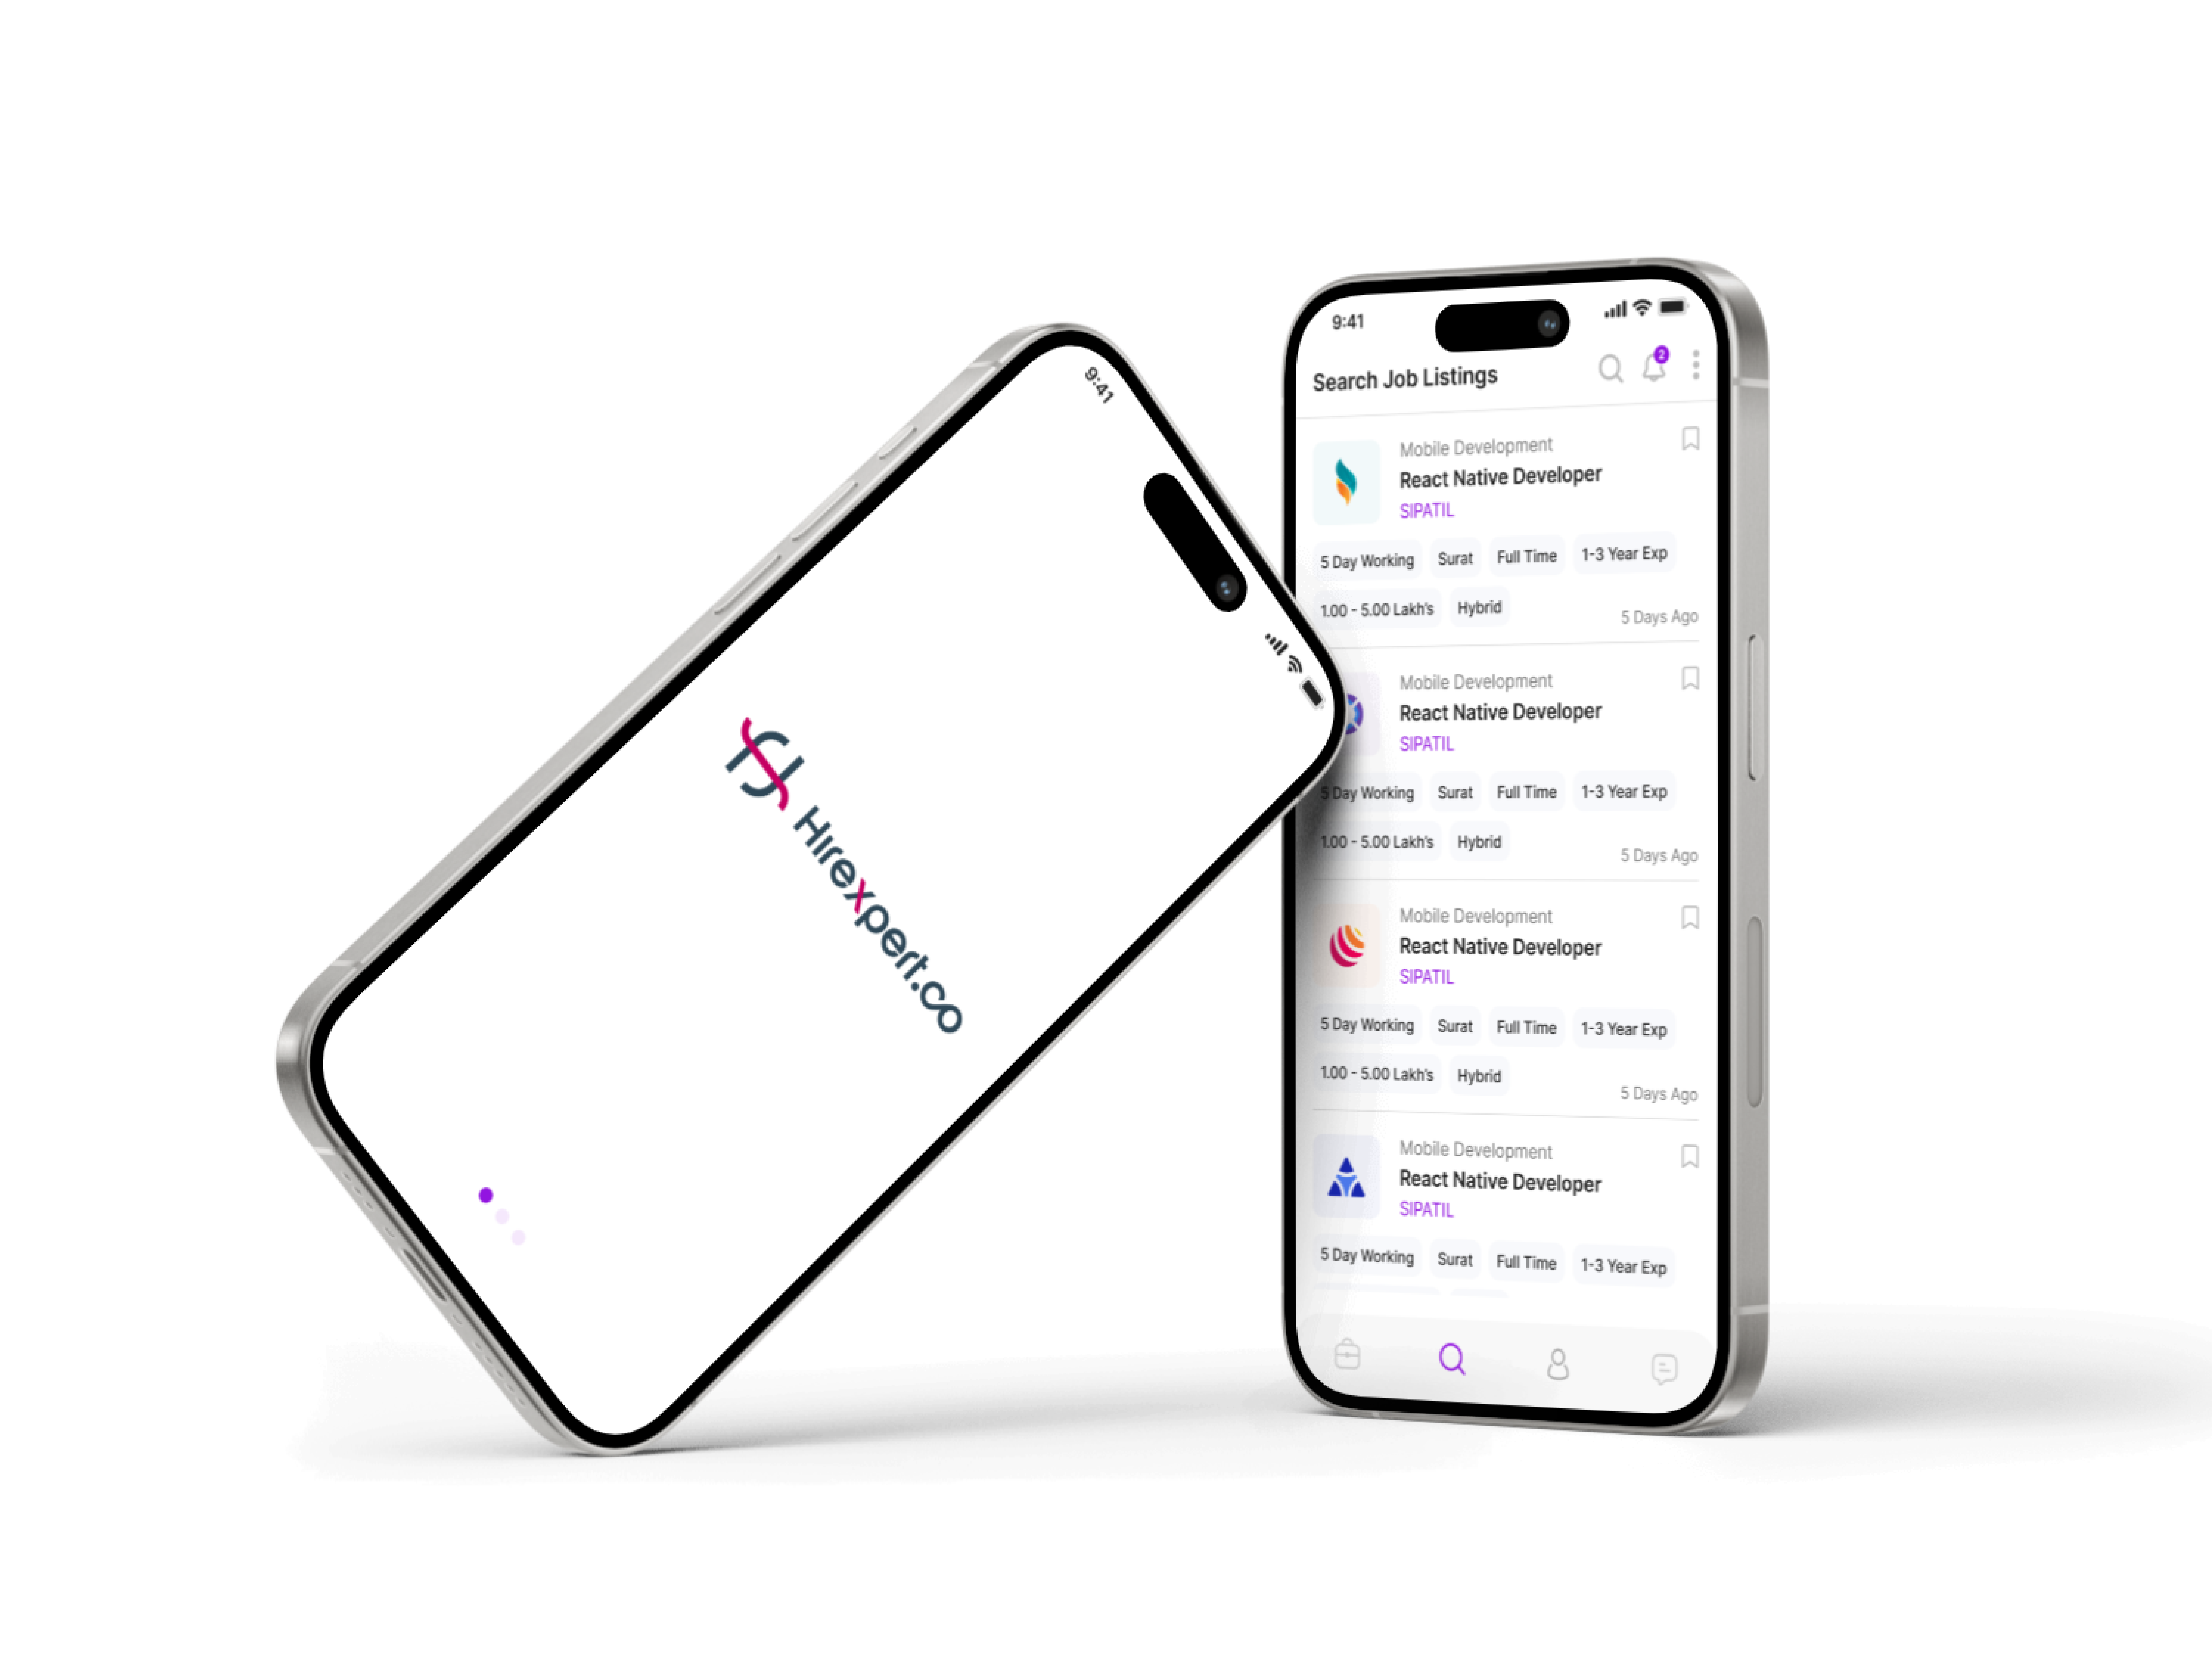 9:41
Hirexpert.co
9:41
2
Search Job Listings
Mobile Development
React Native Developer
SIPATIL
5 Day Working Surat Full Time 1-3 Year Exp
1.00 - 5.00 Lakh's Hybrid
5 Days Ago
Mobile Development
React Native Developer
SIPATIL
5 Day Working Surat Full Time 1-3 Year Exp
1.00 - 5.00 Lakh's Hybrid
5 Days Ago
Mobile Development
React Native Developer
SIPATIL
5 Day Working Surat Full Time 1-3 Year Exp
1.00 - 5.00 Lakh's Hybrid
5 Days Ago
Mobile Development
React Native Developer
SIPATIL
5 Day Working Surat Full Time 1-3 Year Exp